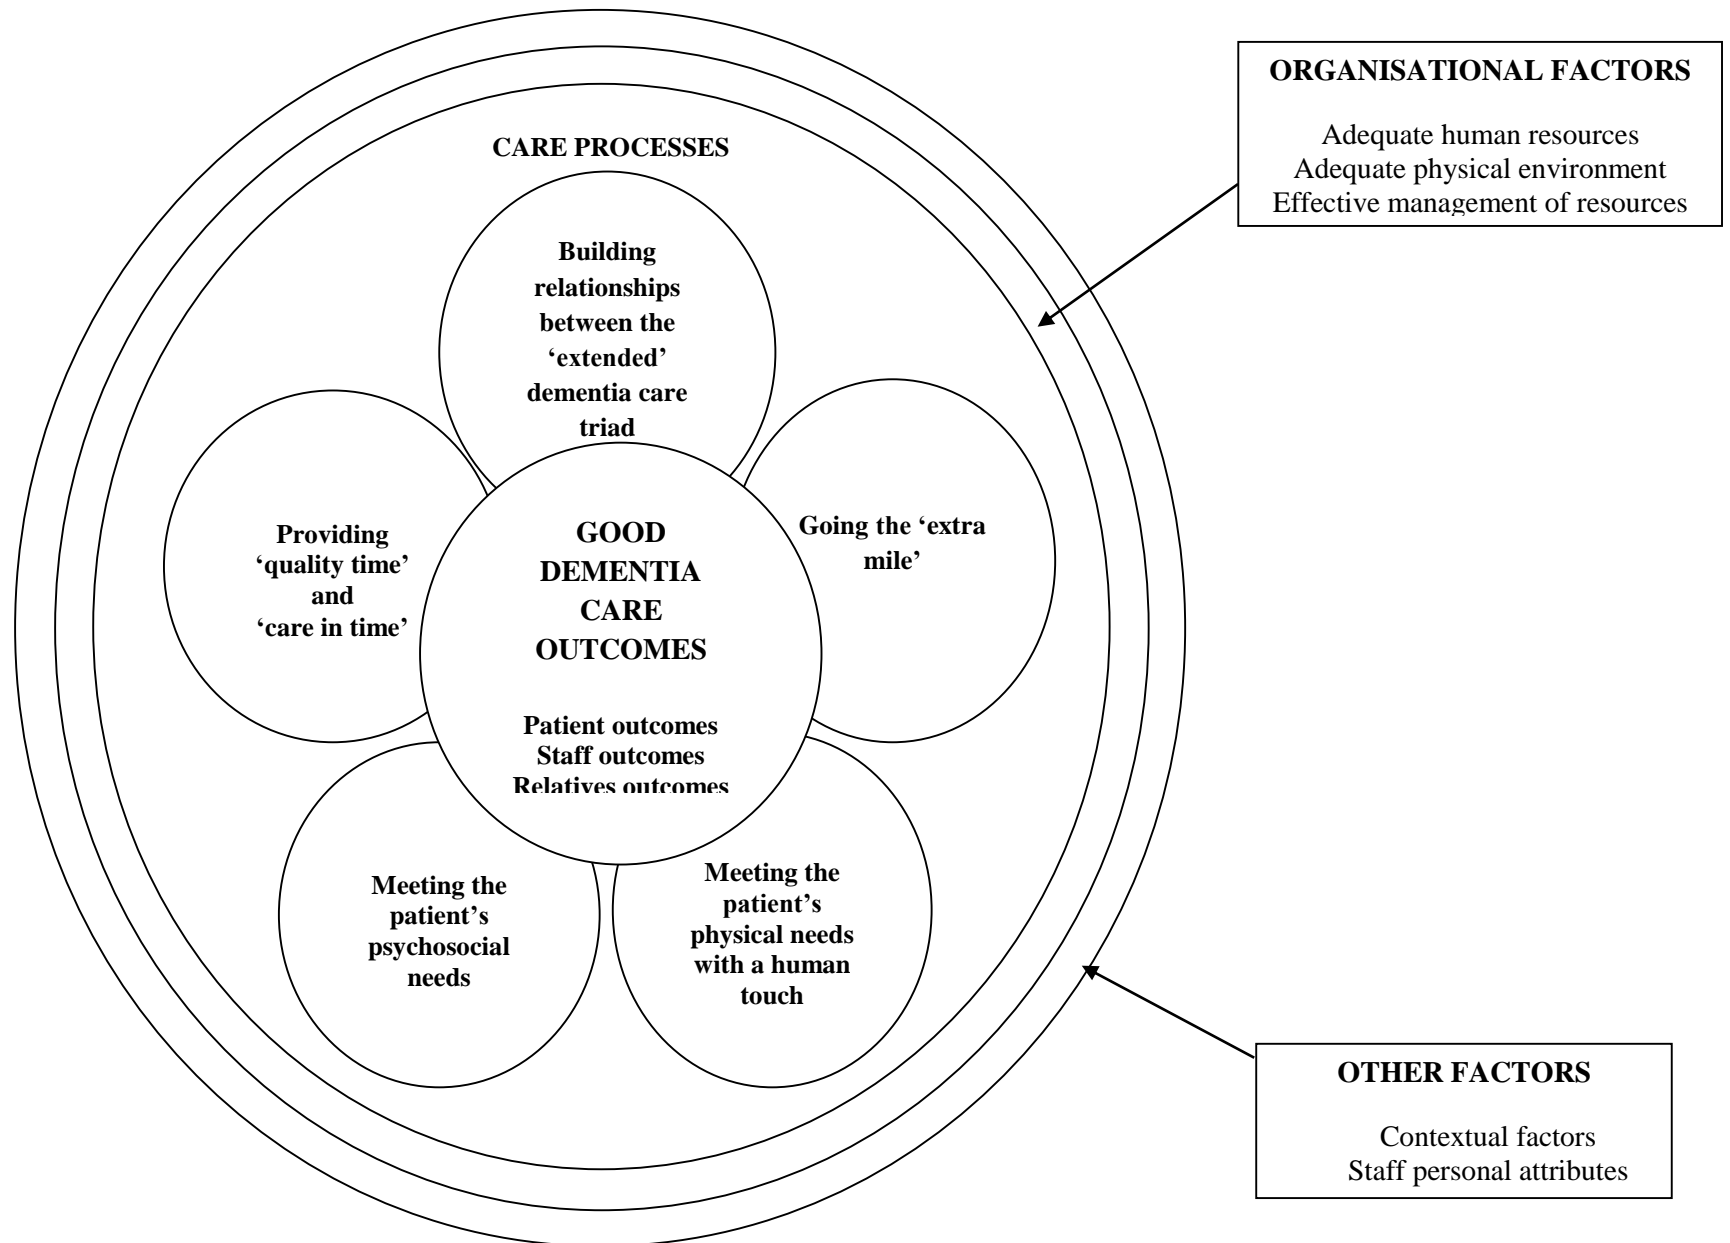 ORGANISATIONAL FACTORS
Adequate human resources
Adequate physical environment
Effective management of resources
CARE PROCESSES
Building
relationships
between the
‘extended’
dementia care
triad
Providing
‘quality time’
and
‘care in time’
GOOD
DEMENTIA
CARE
OUTCOMES
Patient outcomes
Staff outcomes
Relatives outcomes
Going the ‘extra
mile’
Meeting the
patient’s
psychosocial
needs
Meeting the
patient’s
physical needs
with a human
touch
OTHER FACTORS
Contextual factors
Staff personal attributes